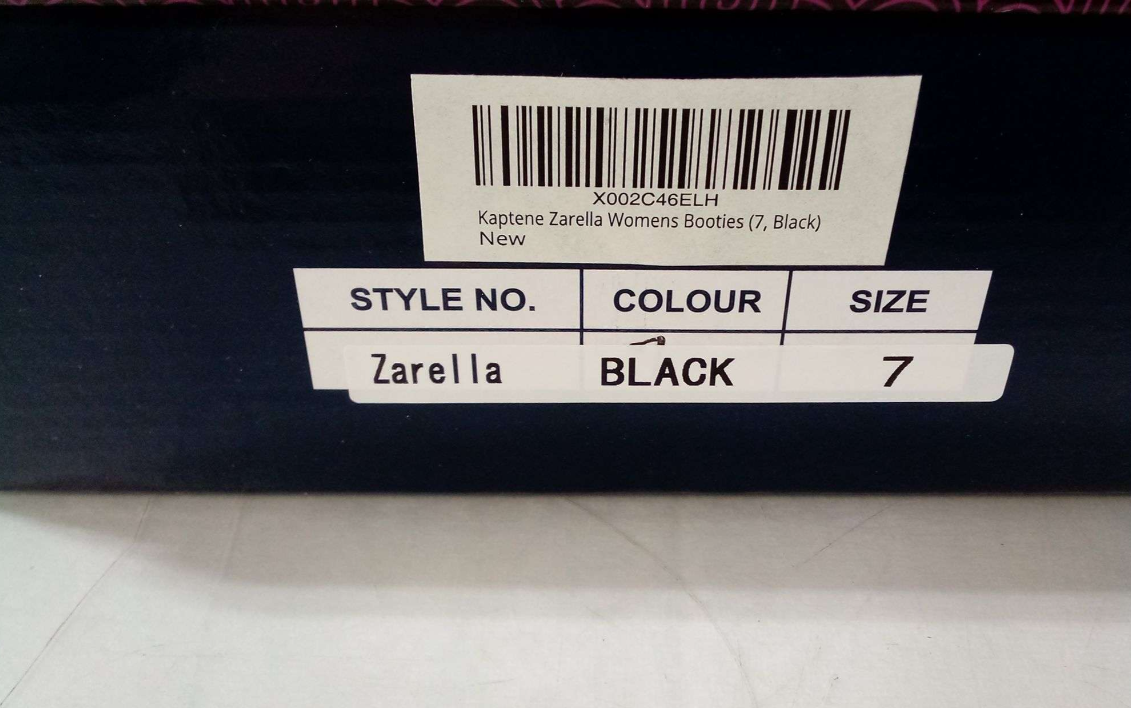 X002C46ELH
Kaptene Zarella Womens Booties (7, Black)
New
STYLE NO. COLOUR SIZE
Zarella BLACK 7